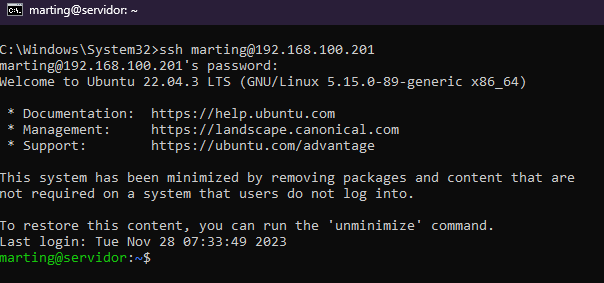 marting@servidor: ~
C:\Windows\System32>ssh marting@192.168.100.201
marting@192.168.100.201's password:
Welcome to Ubuntu 22.04.3 LTS (GNU/Linux 5.15.0-89-generic x86_64)
* Documentation:  https://help.ubuntu.com
* Management:     https://landscape.canonical.com
* Support:        https://ubuntu.com/advantage
This system has been minimized by removing packages and content that are
not required on a system that users do not log into.
To restore this content, you can run the 'unminimize' command.
Last login: Tue Nov 28 07:33:49 2023
marting@servidor:~$